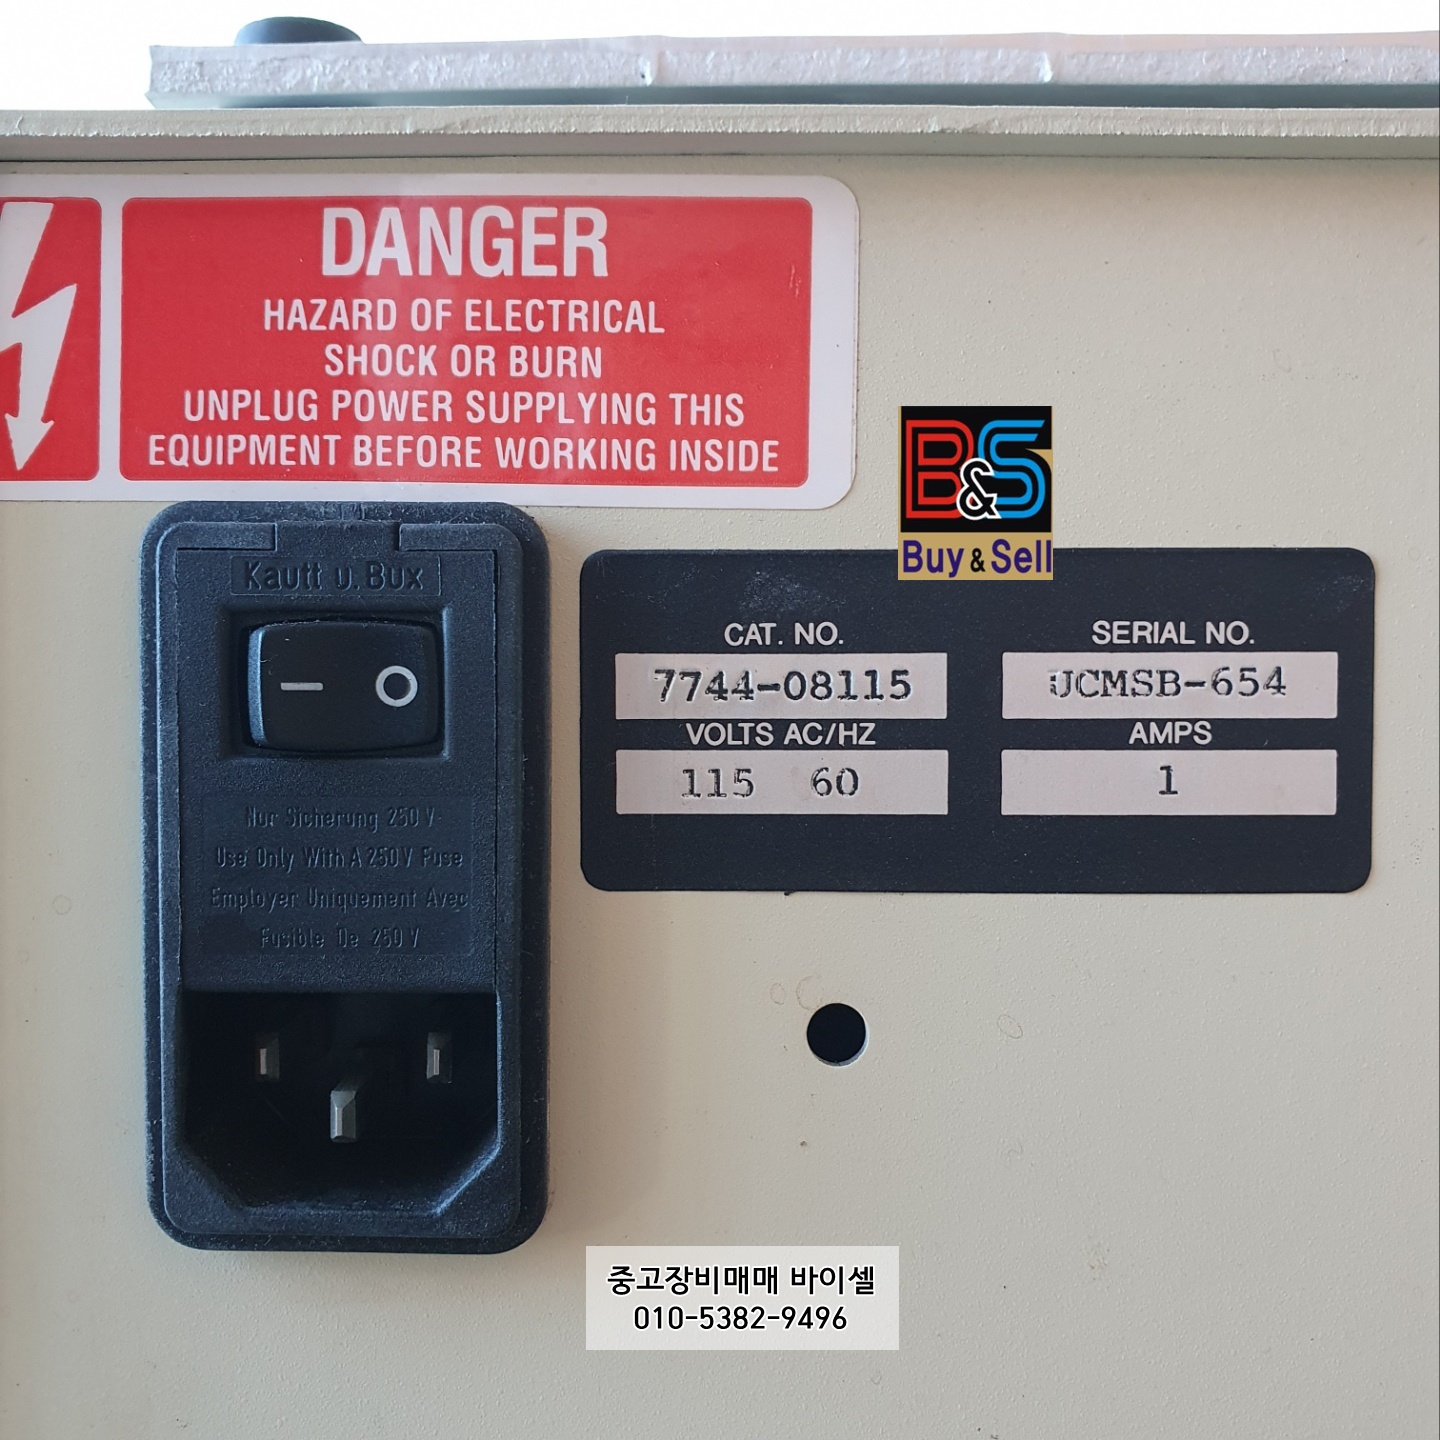 DANGER
HAZARD OF ELECTRICAL
SHOCK OR BURN
UNPLUG POWER SUPPLYING THIS
EQUIPMENT BEFORE WORKING INSIDE
B&S
Buy & Sell
Kautt u. Bux
— O
Nur Sicherung 250 V
Use Only With A 250V Fuse
Employer Uniquement Avec
Fusible De 250 V
CAT. NO. SERIAL NO.
7744-08115 UCMSB-654
VOLTS AC/HZ AMPS
115 60 1
중고장비매매 바이셀
010-5382-9496